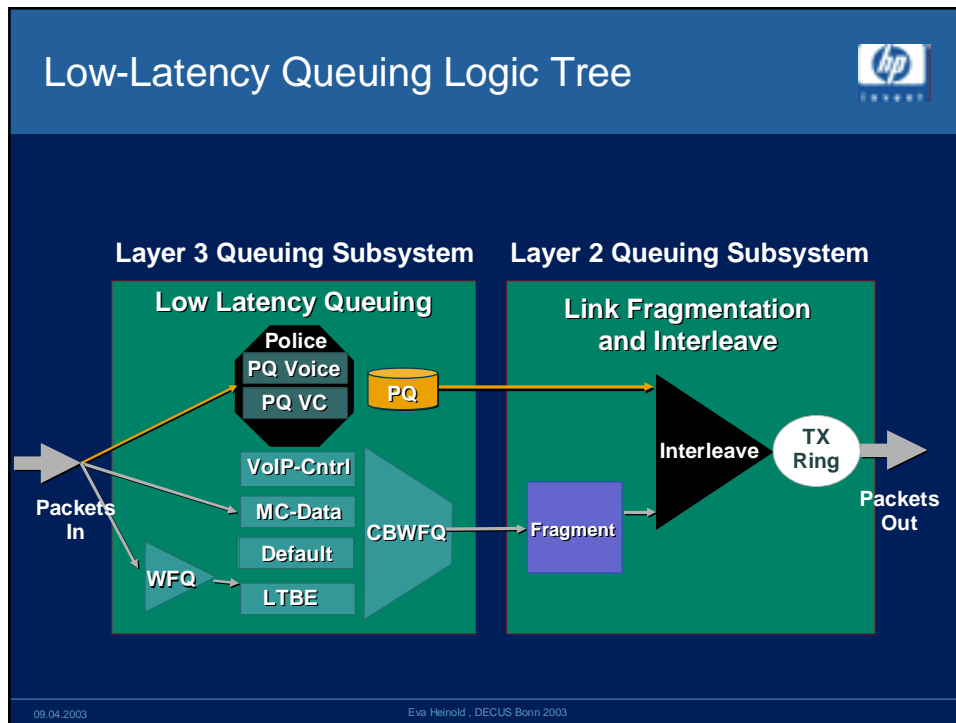 Low-Latency Queuing Logic Tree
hp
invent
Layer 3 Queuing Subsystem
Layer 2 Queuing Subsystem
Low Latency Queuing
Police
PQ Voice
PQ VC
PQ
VoIP-Cntrl
MC-Data
Default
LTBE
WFQ
CBWFQ
Packets
In
Link Fragmentation
and Interleave
Fragment
Interleave
TX
Ring
Packets
Out
09.04.2003
Eva Heinold , DECUS Bonn 2003